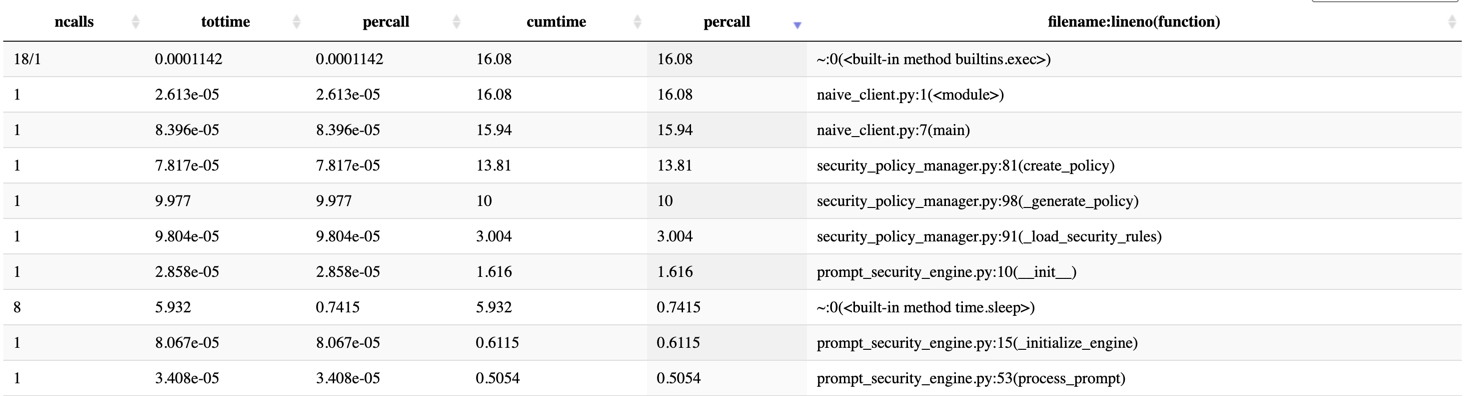 ncalls tottime percall cumtime percall filename:lineno(function)
18/1 0.0001142 0.0001142 16.08 16.08 ~:0(<built-in method builtins.exec>)
1 2.613e-05 2.613e-05 16.08 16.08 naive_client.py:1(<module>)
1 8.396e-05 8.396e-05 15.94 15.94 naive_client.py:7(main)
1 7.817e-05 7.817e-05 13.81 13.81 security_policy_manager.py:81(create_policy)
1 9.977 9.977 10 10 security_policy_manager.py:98(_generate_policy)
1 9.804e-05 9.804e-05 3.004 3.004 security_policy_manager.py:91(_load_security_rules)
1 2.858e-05 2.858e-05 1.616 1.616 prompt_security_engine.py:10(__init__)
8 5.932 0.7415 5.932 0.7415 ~:0(<built-in method time.sleep>)
1 8.067e-05 8.067e-05 0.6115 0.6115 prompt_security_engine.py:15(_initialize_engine)
1 3.408e-05 3.408e-05 0.5054 0.5054 prompt_security_engine.py:53(process_prompt)